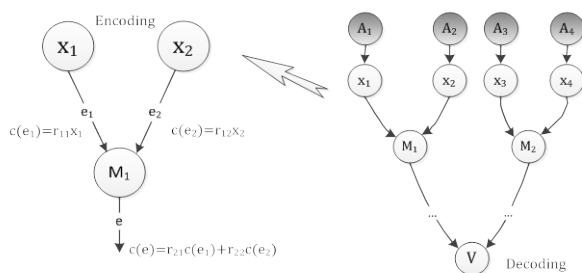 Encoding
x₁ x₂
e₁ e₂
c(e₁)=r₁₁x₁ c(e₂)=r₁₂x₂
M₁
e
c(e)=r₂₁c(e₁)+r₂₂c(e₂)
A₁ A₂ A₃ A₄
x₁ x₂ x₃ x₄
M₁ M₂
... ...
V
Decoding